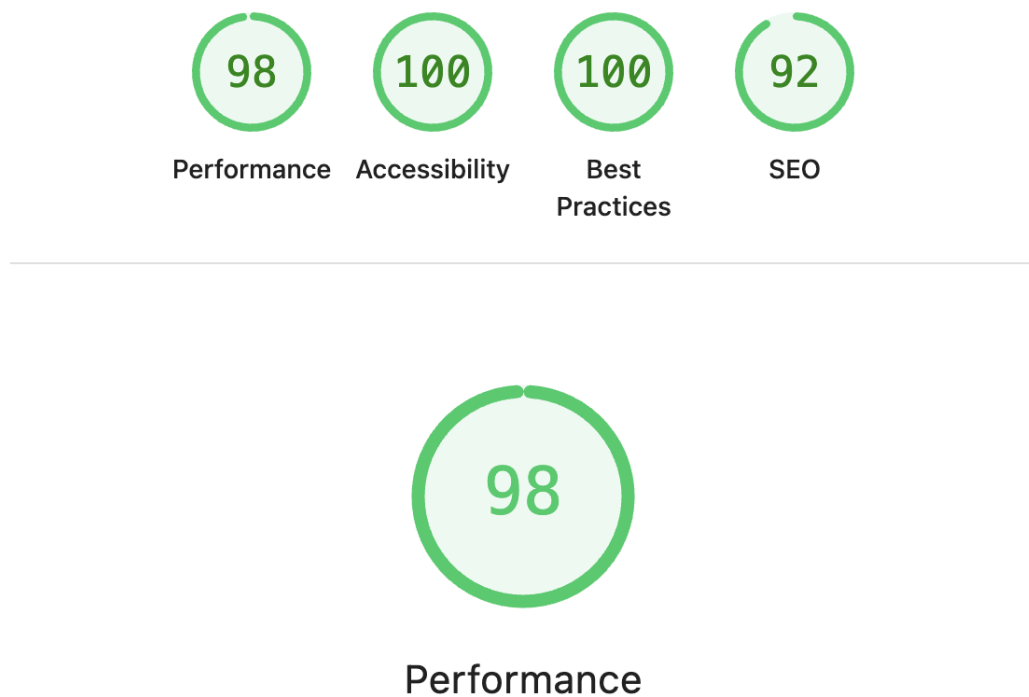 98
100
100
92
Performance
Accessibility
Best
Practices
SEO
98
Performance